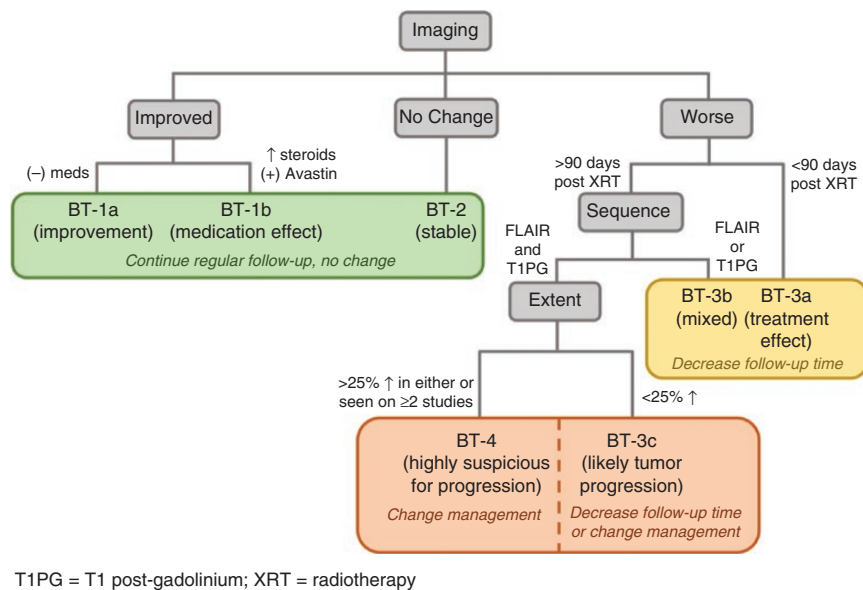 Imaging
Improved
No Change
Worse
(–) meds
↑ steroids
(+) Avastin
>90 days
post XRT
<90 days
post XRT
BT-1a
(improvement)
BT-1b
(medication effect)
BT-2
(stable)
Continue regular follow-up, no change
Sequence
FLAIR
and
T1PG
FLAIR
or
T1PG
Extent
BT-3b
(mixed)
BT-3a
(treatment
effect)
Decrease follow-up time
>25% ↑ in either or
seen on ≥2 studies
<25% ↑
BT-4
(highly suspicious
for progression)
Change management
BT-3c
(likely tumor
progression)
Decrease follow-up time
or change management
T1PG = T1 post-gadolinium; XRT = radiotherapy